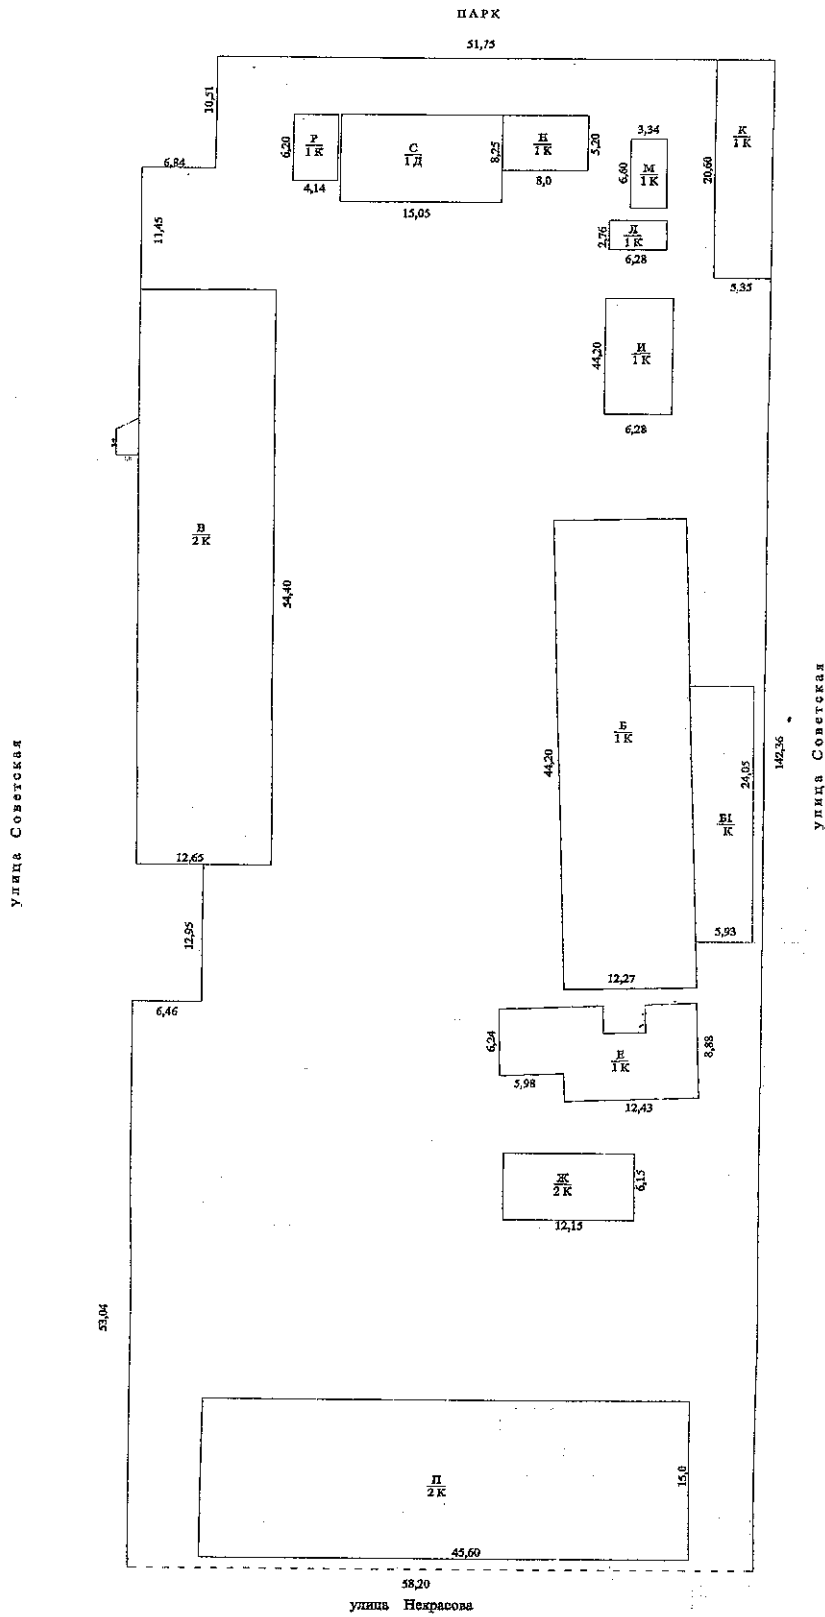 ПАРК
51,75
10,51
6,84
11,45
6,20
Р
1 К
4,14
С
1 Д
15,05
8,25
Н
1 К
8,0
5,20
3,34
6,60
М
1 К
2,76
Л
1 К
6,28
К
1 К
20,60
5,35
44,20
И
1 К
6,28
В
2 К
54,40
12,65
12,95
6,46
Б
1 К
44,20
12,27
Б1
К
24,05
5,93
142,36
улица Советская
улица Советская
6,24
5,98
Е
1 К
8,88
12,43
Ж
2 К
6,15
12,15
53,04
П
2 К
15,0
45,60
58,20
улица Некрасова